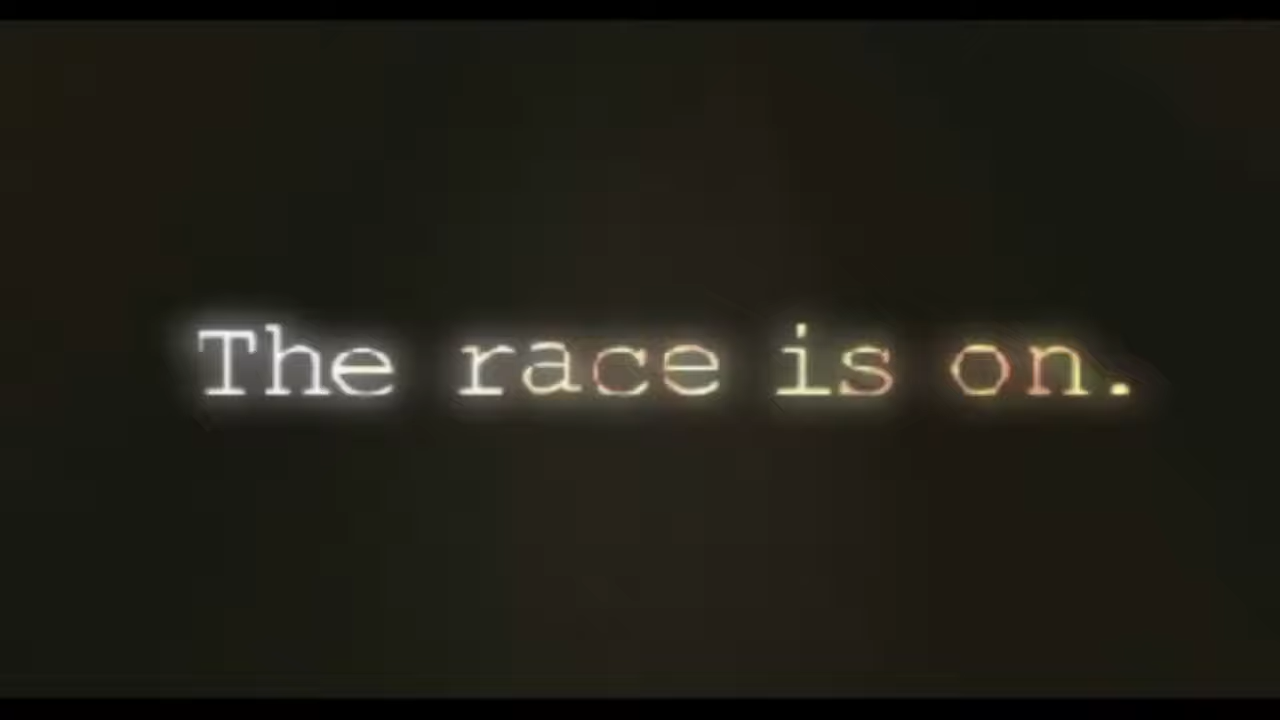 The race is on.